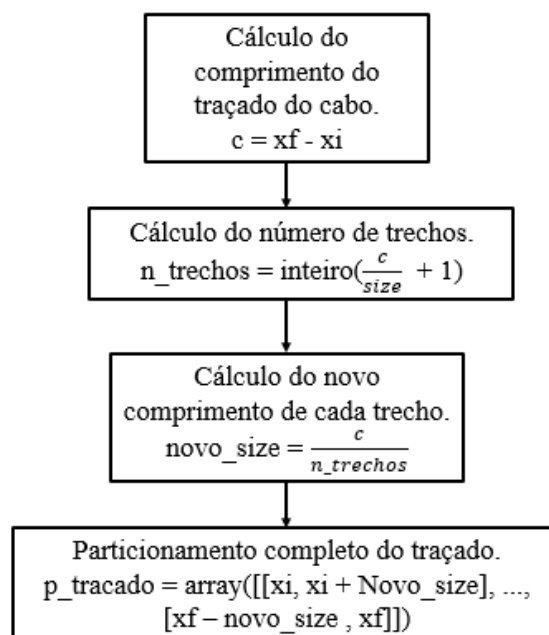 Cálculo do
comprimento do
traçado do cabo.
c = xf - xi
Cálculo do número de trechos.
n_trechos = inteiro(c/size + 1)
Cálculo do novo
comprimento de cada trecho.
novo_size = c/n_trechos
Particionamento completo do traçado.
p_tracado = array([[xi, xi + Novo_size], ...,
[xf – novo_size , xf]])